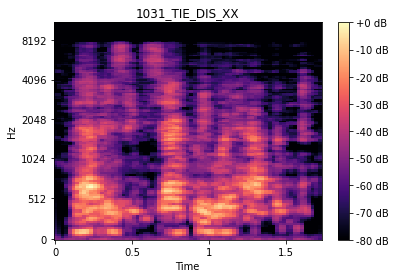 1031_TIE_DIS_XX
+0 dB
8192
-10 dB
4096
-20 dB
-30 dB
2048
Hz
-40 dB
1024
-50 dB
512
-60 dB
-70 dB
0
-80 dB
0 0.5 1 1.5
Time